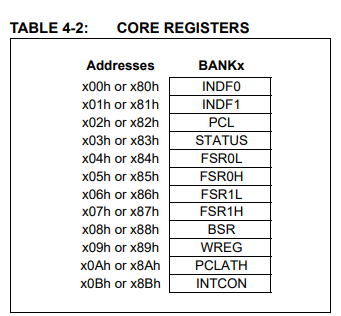 TABLE 4-2: CORE REGISTERS
Addresses BANKx
x00h or x80h INDF0
x01h or x81h INDF1
x02h or x82h PCL
x03h or x83h STATUS
x04h or x84h FSR0L
x05h or x85h FSR0H
x06h or x86h FSR1L
x07h or x87h FSR1H
x08h or x88h BSR
x09h or x89h WREG
x0Ah or x8Ah PCLATH
x0Bh or x8Bh INTCON